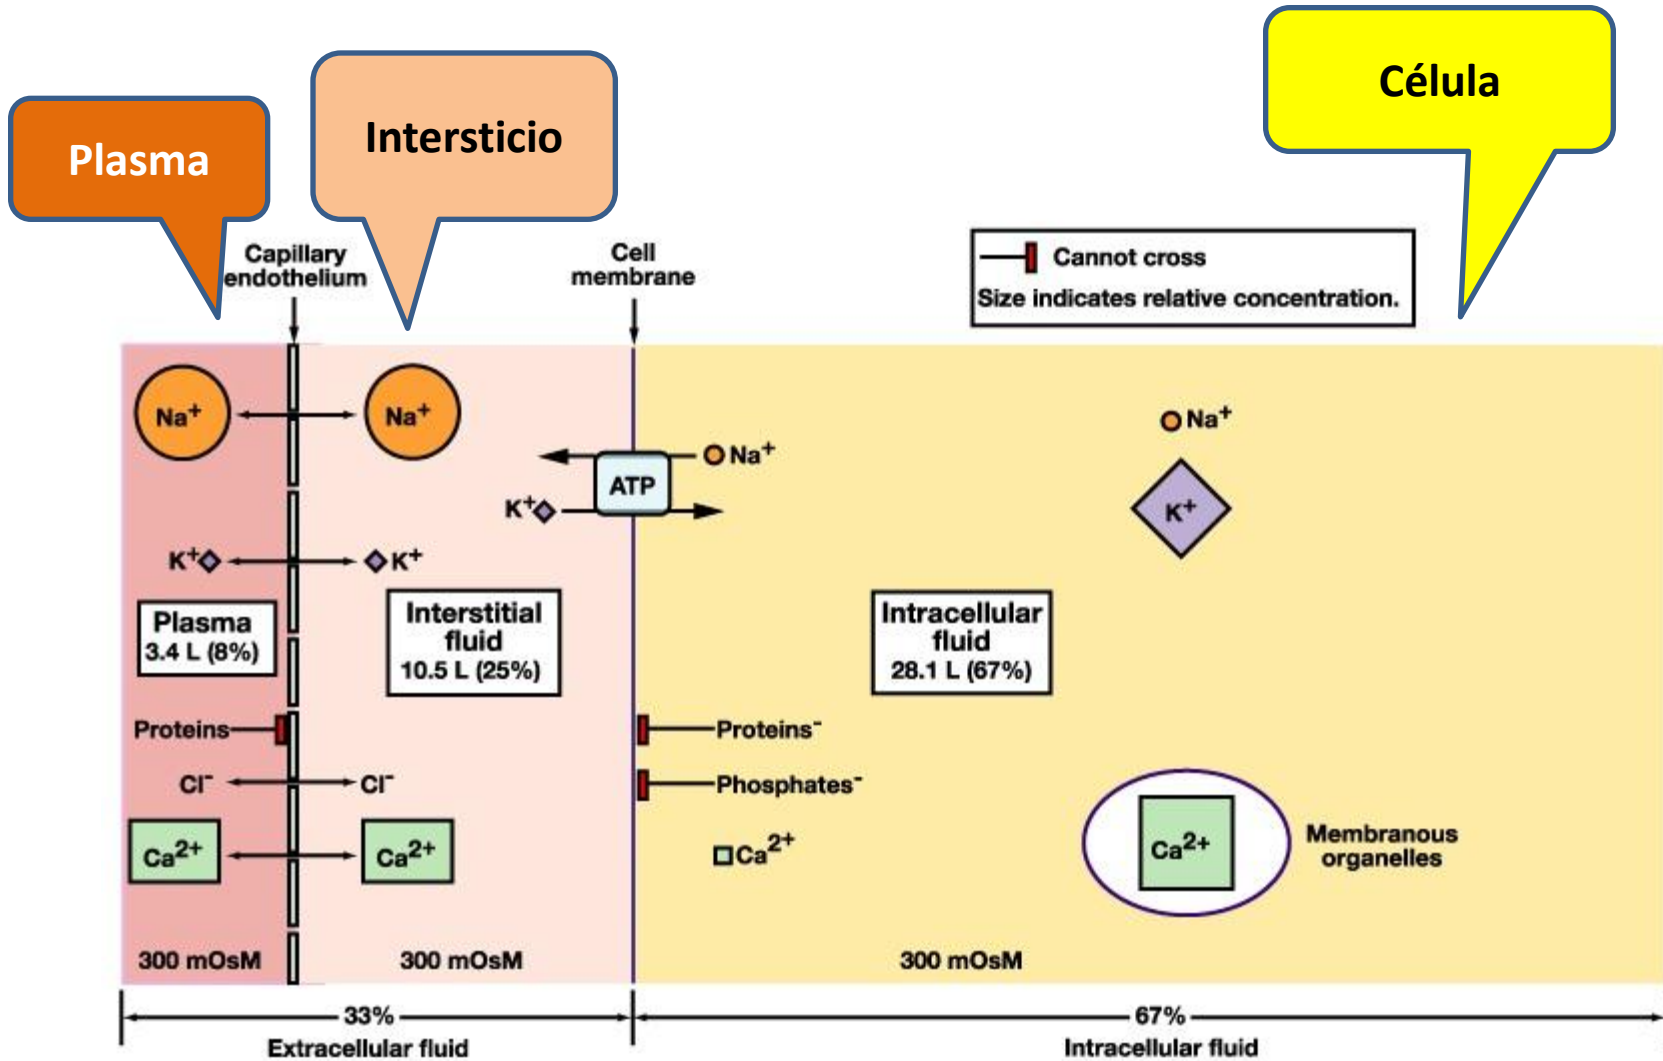 Plasma
Intersticio
Célula
Capillary
endothelium
Cell
membrane
Cannot cross
Size indicates relative concentration.
Na+
Na+
Na+
Na+
ATP
K+
K+
K+
K+
Plasma
3.4 L (8%)
Interstitial
fluid
10.5 L (25%)
Intracellular
fluid
28.1 L (67%)
Proteins
Proteins-
Cl-
Cl-
Phosphates-
Ca2+
Ca2+
Ca2+
Ca2+
Membranous
organelles
300 mOsM
300 mOsM
300 mOsM
33%
67%
Extracellular fluid
Intracellular fluid